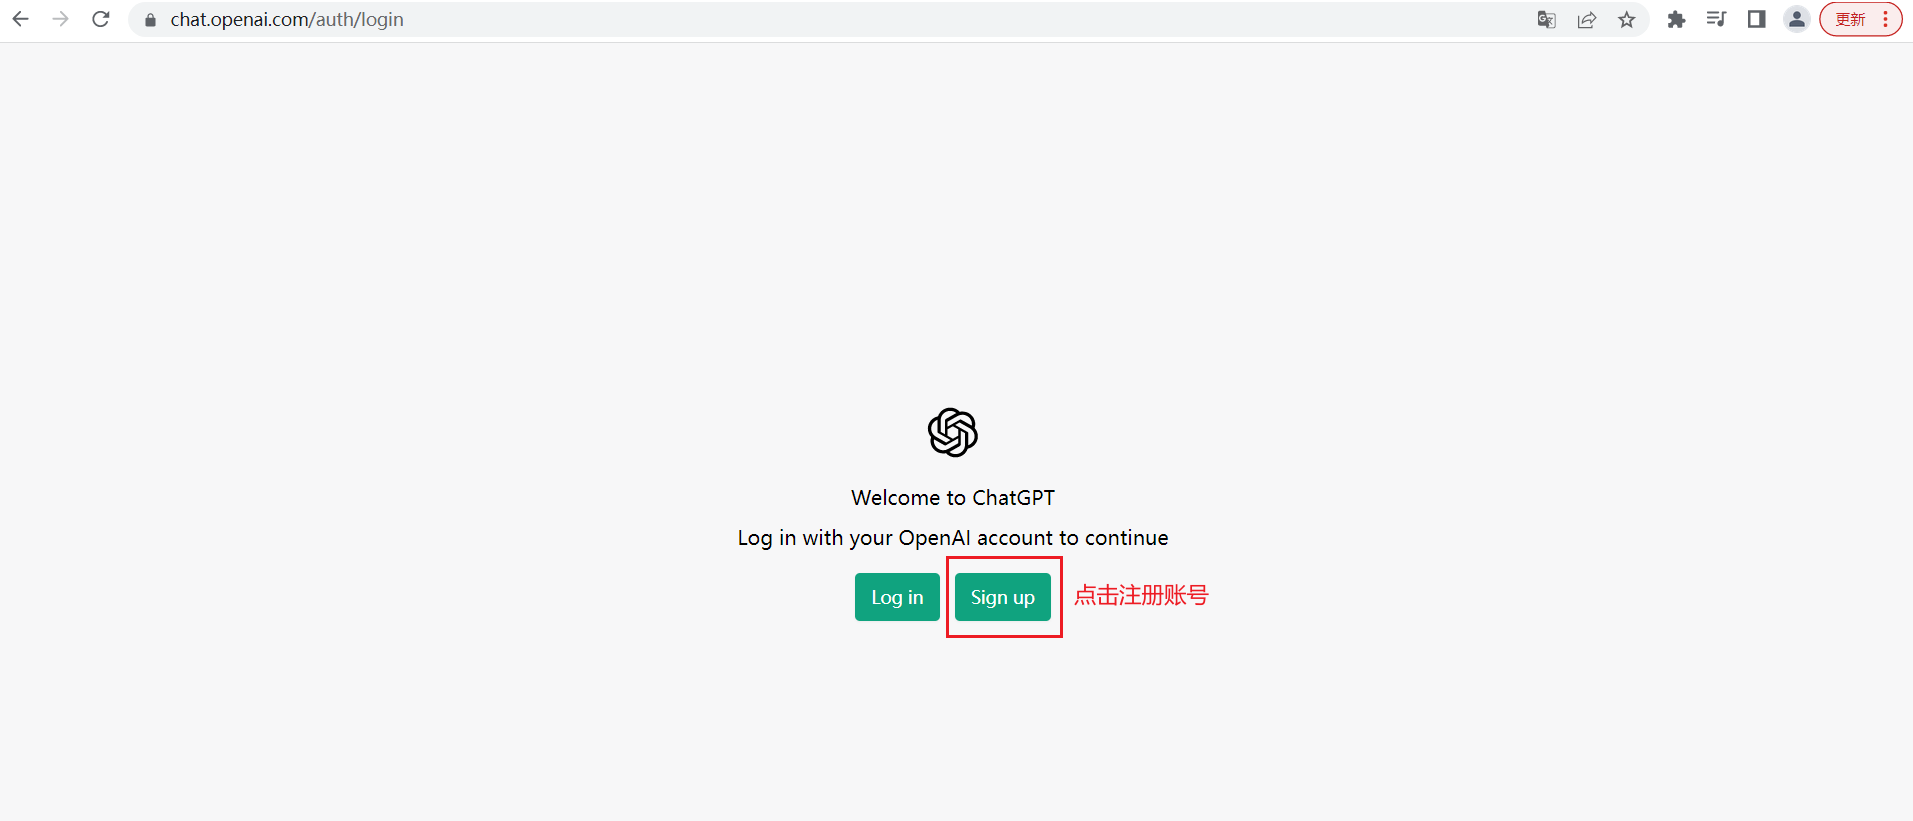 chat.openai.com/auth/login
更新
Welcome to ChatGPT
Log in with your OpenAI account to continue
Log in
Sign up
点击注册账号